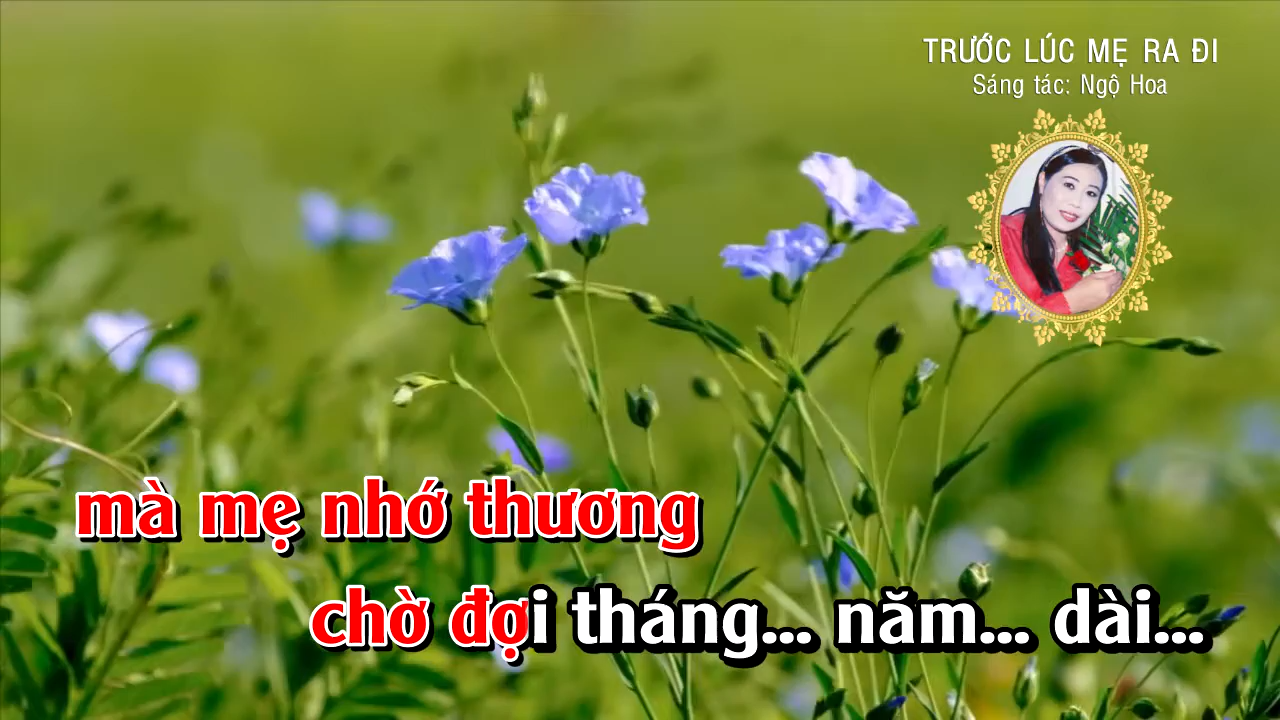 TRƯỚC LÚC MẸ RA ĐI
Sáng tác: Ngộ Hoa
mà mẹ nhớ thương
chờ đợi tháng... năm... dài...